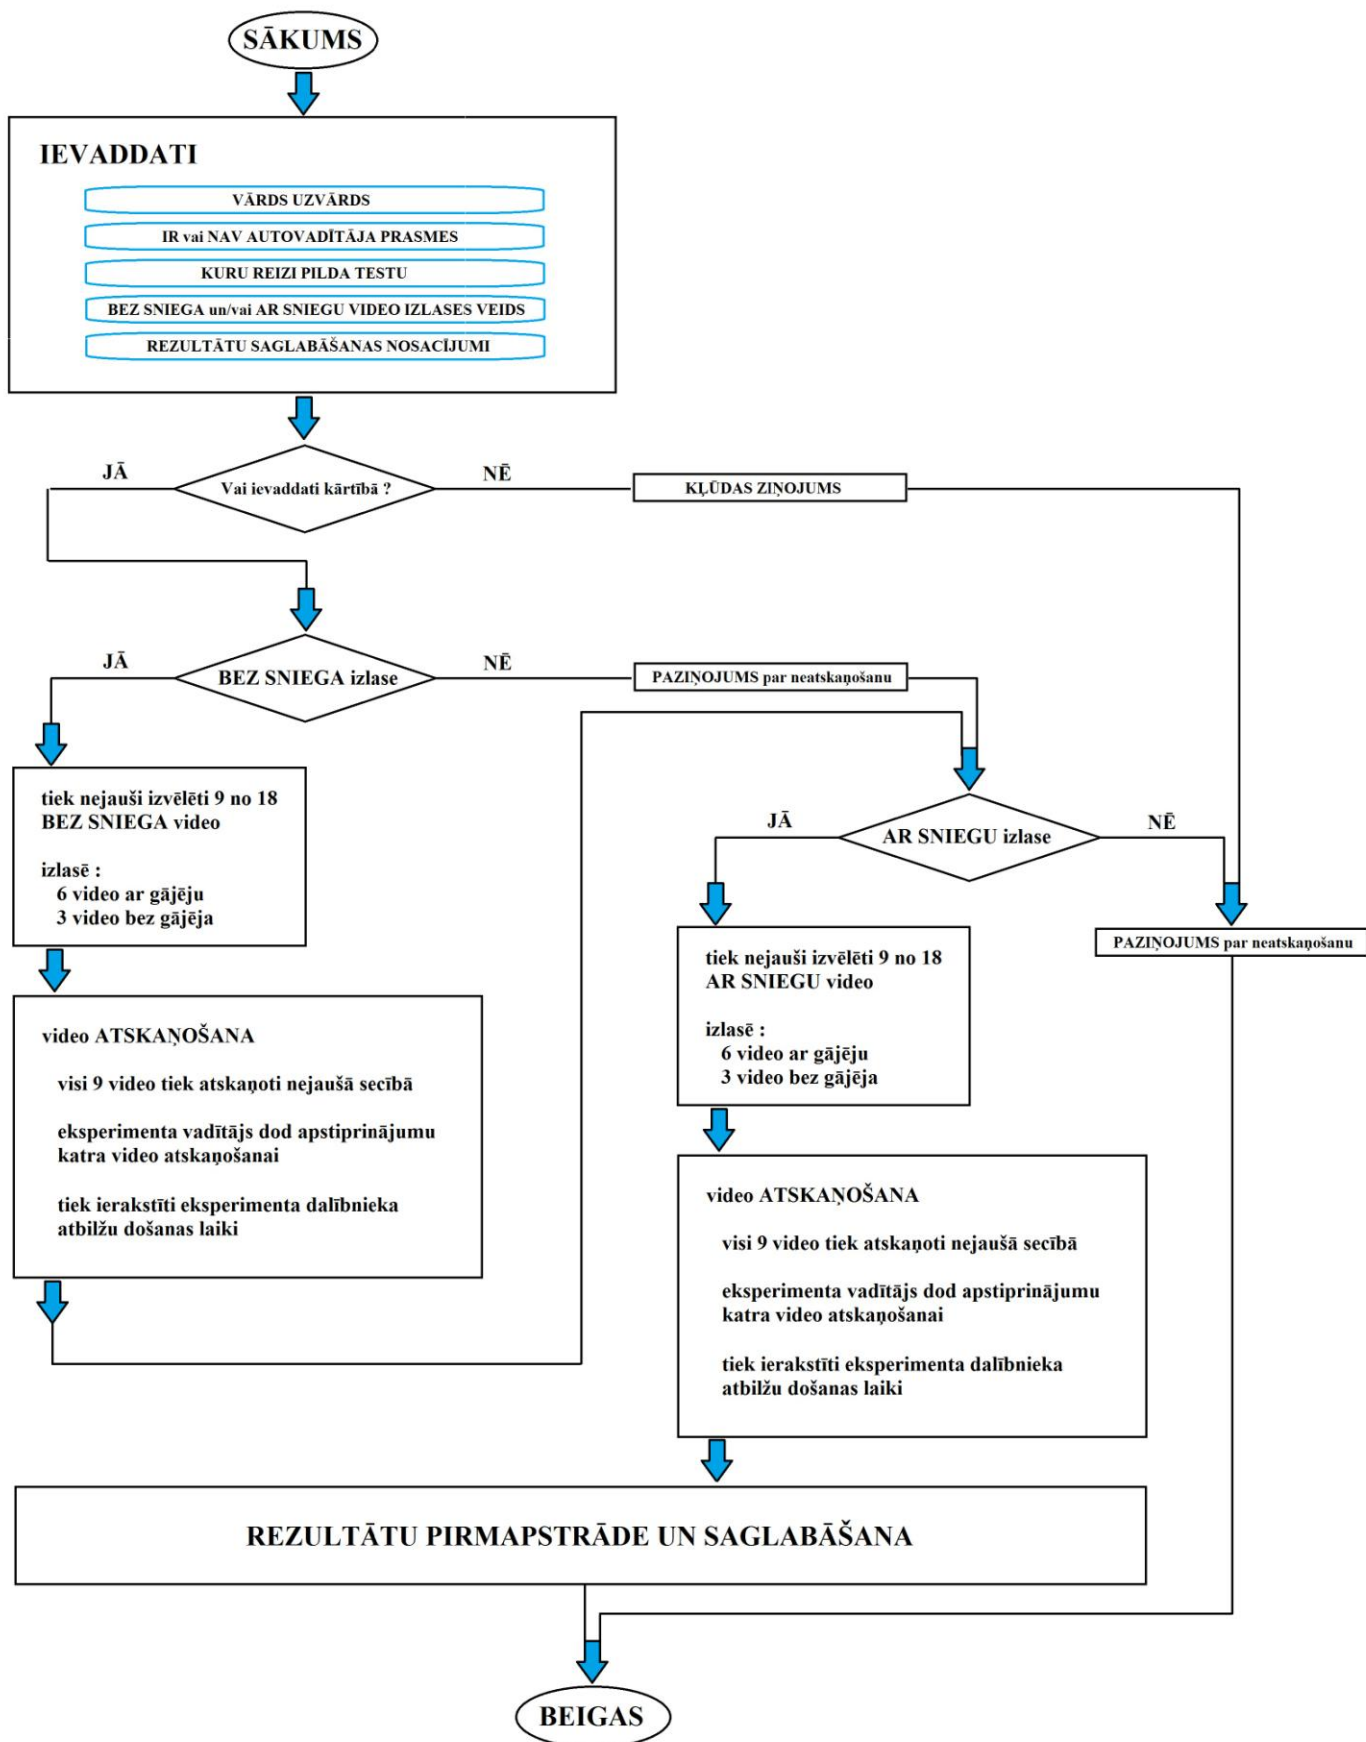 SĀKUMS
IEVADDATI
VĀRDS UZVĀRDS
IR vai NAV AUTOVADĪTĀJA PRASMES
KURU REIZI PILDA TESTU
BEZ SNIEGA un/vai AR SNIEGU VIDEO IZLASES VEIDS
REZULTĀTU SAGLABĀŠANAS NOSACĪJUMI
JĀ
Vai ievaddati kārtībā ?
NĒ
KĻŪDAS ZIŅOJUMS
JĀ
BEZ SNIEGA izlase
NĒ
PAZIŅOJUMS par neatskaņošanu
tiek nejauši izvēlēti 9 no 18
BEZ SNIEGA video
izlasē :
6 video ar gājēju
3 video bez gājēja
video ATSKAŅOŠANA
visi 9 video tiek atskaņoti nejaušā secībā
eksperimenta vadītājs dod apstiprinājumu
katra video atskaņošanai
tiek ierakstīti eksperimenta dalībnieka
atbilžu došanas laiki
JĀ
AR SNIEGU izlase
NĒ
PAZIŅOJUMS par neatskaņošanu
tiek nejauši izvēlēti 9 no 18
AR SNIEGU video
izlasē :
6 video ar gājēju
3 video bez gājēja
video ATSKAŅOŠANA
visi 9 video tiek atskaņoti nejaušā secībā
eksperimenta vadītājs dod apstiprinājumu
katra video atskaņošanai
tiek ierakstīti eksperimenta dalībnieka
atbilžu došanas laiki
REZULTĀTU PIRMAPSTRĀDE UN SAGLABĀŠANA
BEIGAS